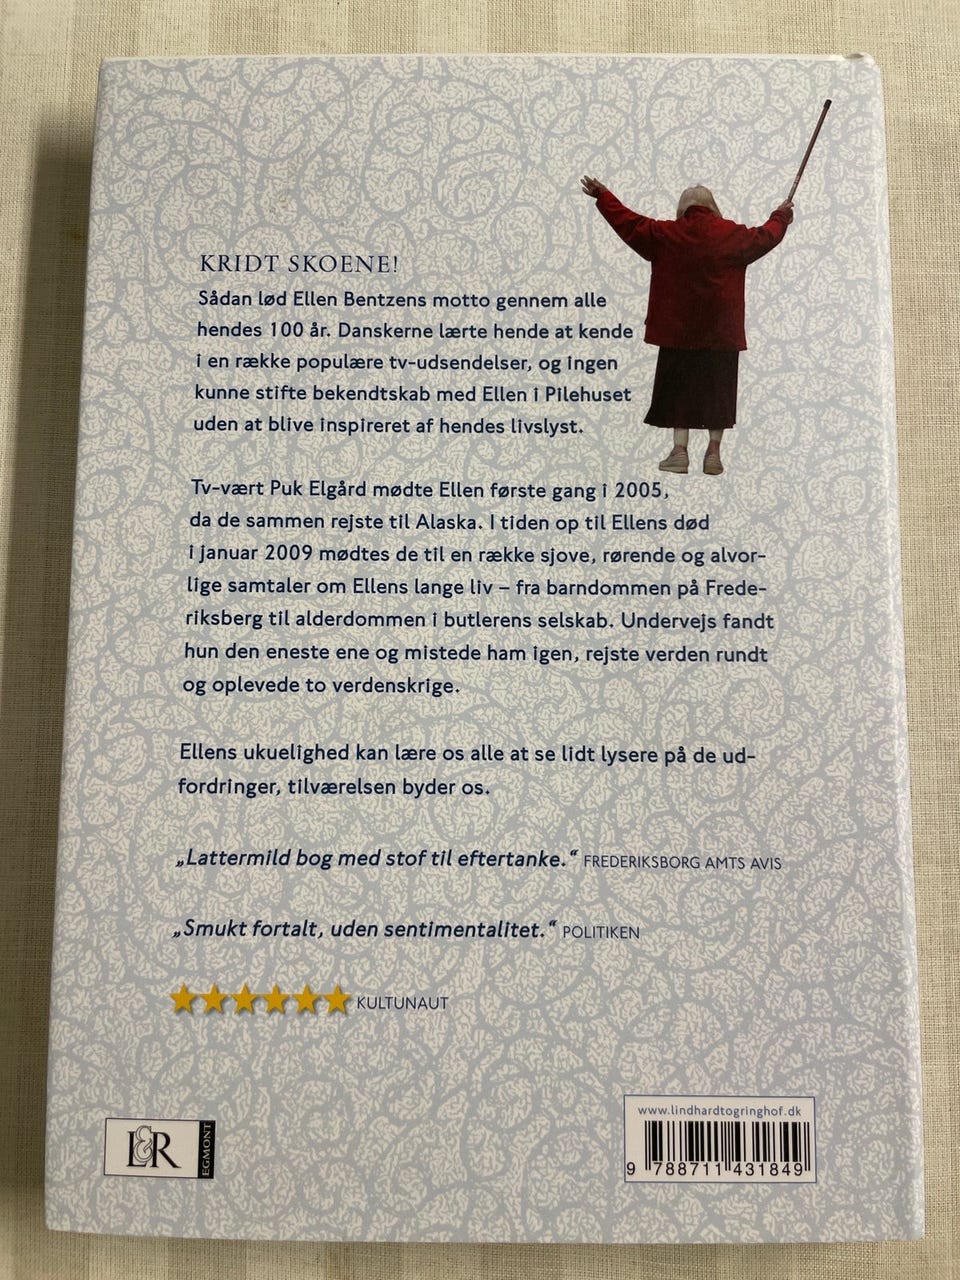 KRIDT SKOENE!
Sådan lød Ellen Bentzens motto gennem alle
hendes 100 år. Danskerne lærte hende at kende
i en række populære tv-udsendelser, og ingen
kunne stifte bekendtskab med Ellen i Pilehuset
uden at blive inspireret af hendes livslyst.
Tv-vært Puk Elgård mødte Ellen første gang i 2005,
da de sammen rejste til Alaska. I tiden op til Ellens død
i januar 2009 mødtes de til en række sjove, rørende og alvor-
lige samtaler om Ellens lange liv – fra barndommen på Frede-
riksberg til alderdommen i butlerens selskab. Undervejs fandt
hun den eneste ene og mistede ham igen, rejste verden rundt
og oplevede to verdenskrige.
Ellens ukuelighed kan lære os alle at se lidt lysere på de ud-
fordringer, tilværelsen byder os.
„Lattermild bog med stof til eftertanke.“ FREDERIKSBORG AMTS AVIS
„Smukt fortalt, uden sentimentalitet.“ POLITIKEN
KULTUNAUT
L&R
EGMONT
www.lindhardtogringhof.dk
9 788711 431849